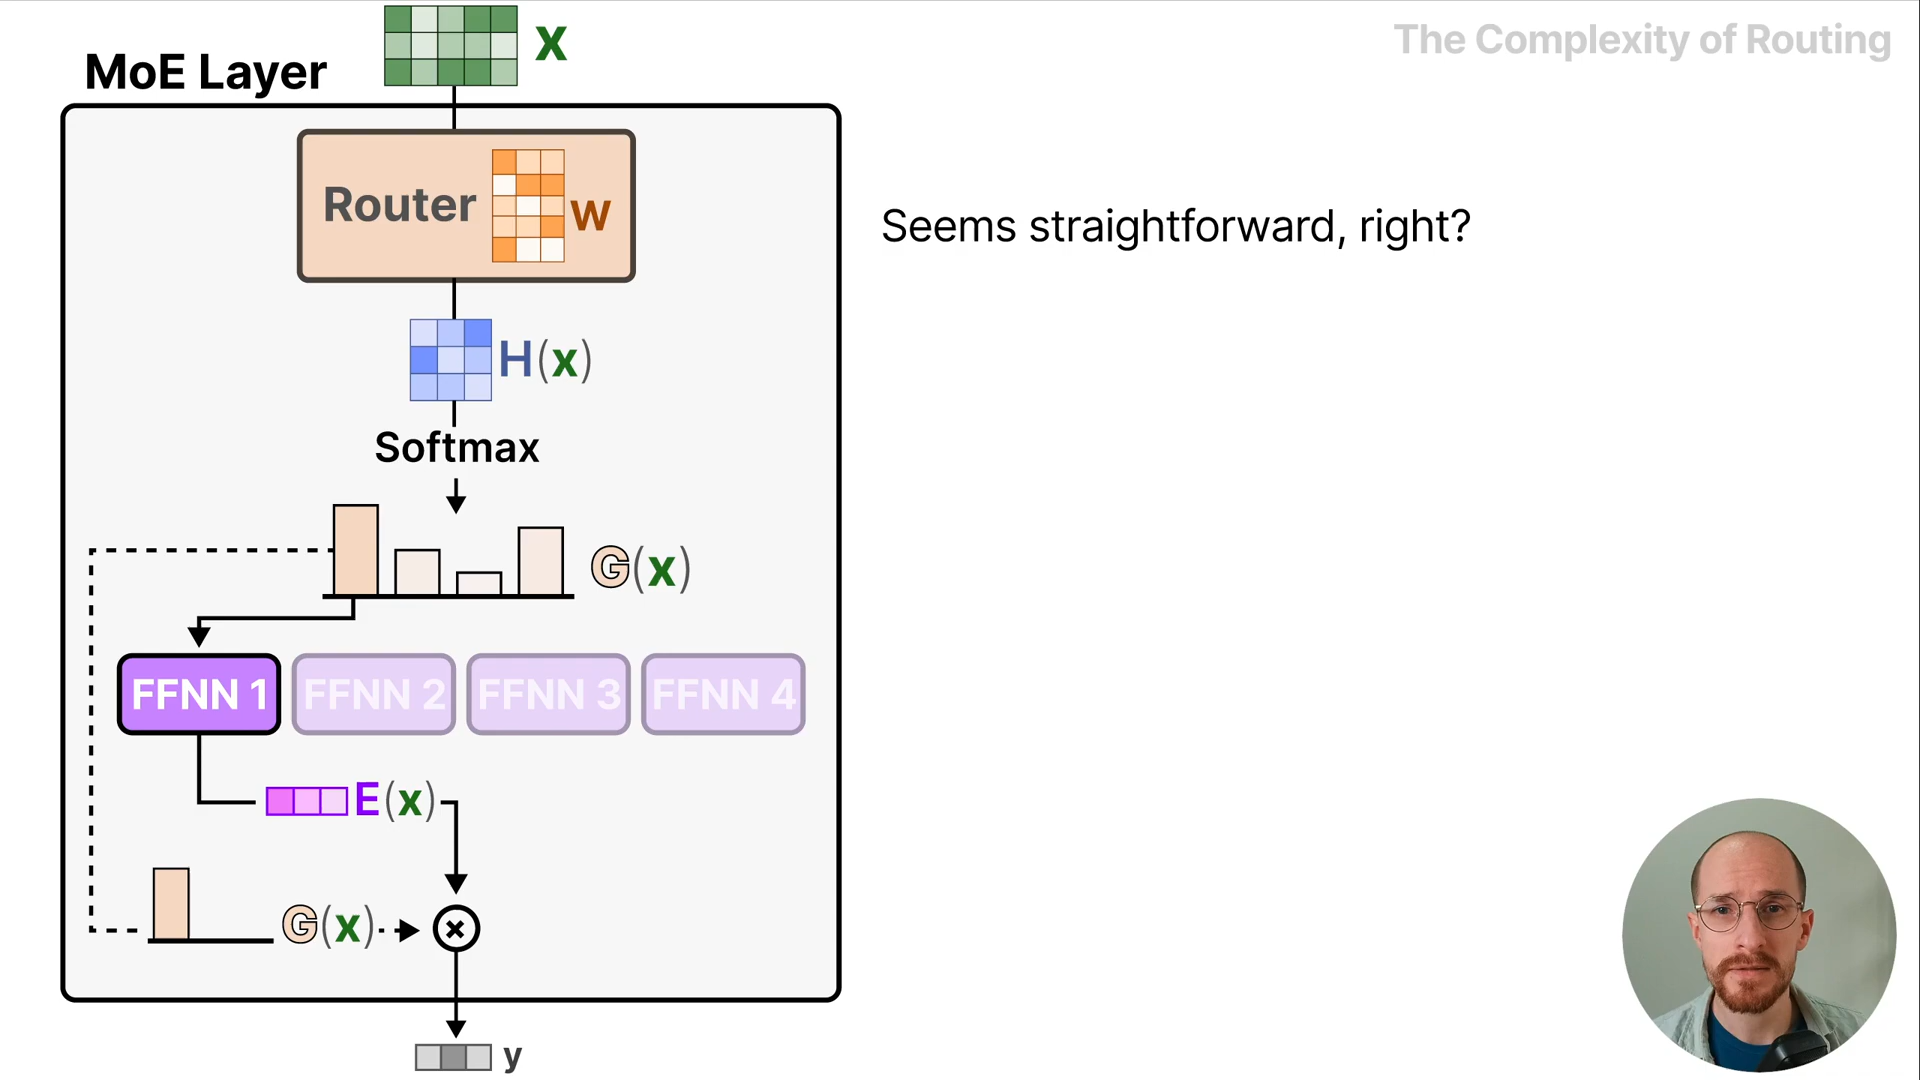 The Complexity of Routing
MoE Layer
X
Router
W
Seems straightforward, right?
H(x)
Softmax
G(x)
FFNN 1 FFNN 2 FFNN 3 FFNN 4
E(x)
G(x)
y